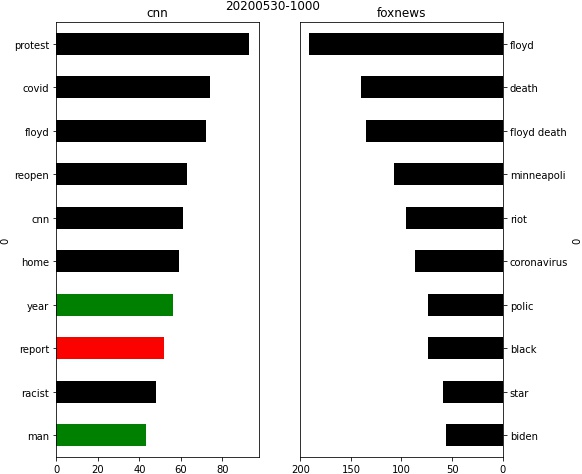 20200530-1000
cnn
foxnews
protest
covid
floyd
reopen
cnn
home
year
report
racist
man
0
0 20 40 60 80
floyd
death
floyd death
minneapoli
riot
coronavirus
polic
black
star
biden
0
200 150 100 50 0